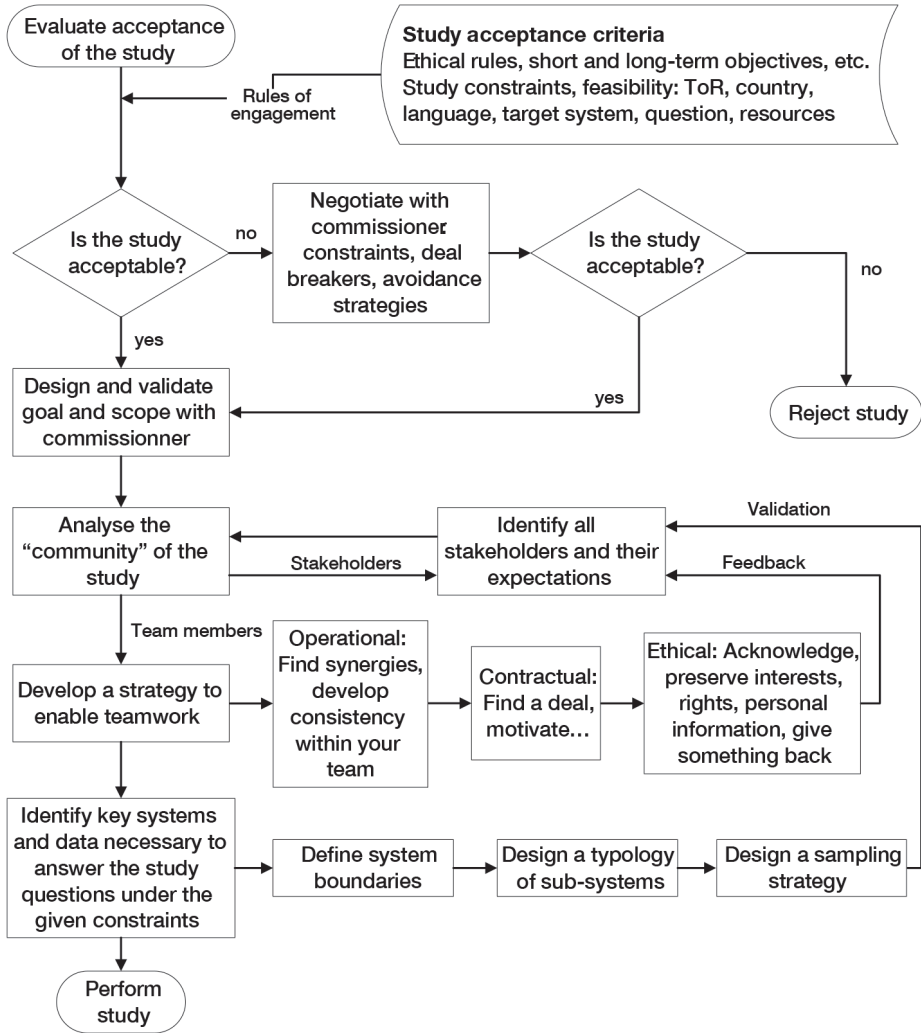 Evaluate acceptance
of the study
Study acceptance criteria
Ethical rules, short and long-term objectives, etc.
Study constraints, feasibility: ToR, country,
language, target system, question, resources
Rules of
engagement
Is the study
acceptable?
no
Negotiate with
commissioner:
constraints, deal
breakers, avoidance
strategies
Is the study
acceptable?
no
yes
Design and validate
goal and scope with
commissionner
yes
Reject study
Analyse the
“community” of the
study
Stakeholders
Identify all
stakeholders and their
expectations
Validation
Feedback
Team members
Develop a strategy to
enable teamwork
Operational:
Find synergies,
develop
consistency
within your
team
Contractual:
Find a deal,
motivate…
Ethical: Acknowledge,
preserve interests,
rights, personal
information, give
something back
Identify key systems
and data necessary to
answer the study
questions under the
given constraints
Define system
boundaries
Design a typology
of sub-systems
Design a sampling
strategy
Perform
study